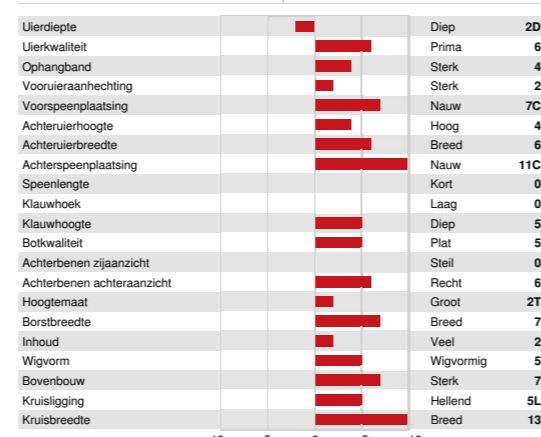 Uierdiepte Diep 2D
Uierkwaliteit Prima 6
Ophangband Sterk 4
Vooruieraanhechting Sterk 2
Voorspeenplaatsing Nauw 7C
Achteruierhoogte Hoog 4
Achteruierbreedte Breed 6
Achterspeenplaatsing Nauw 11C
Speenlengte Kort 0
Klauwhoek Laag 0
Klauwhoogte Diep 5
Botkwaliteit Plat 5
Achterbenen zijaanzicht Steil 0
Achterbenen achteraanzicht Recht 6
Hoogtemaat Groot 2T
Borstbreedte Breed 7
Inhoud Veel 2
Wigvorm Wigvormig 5
Bovenbouw Sterk 7
Kruisligging Hellend 5L
Kruisbreedte Breed 13